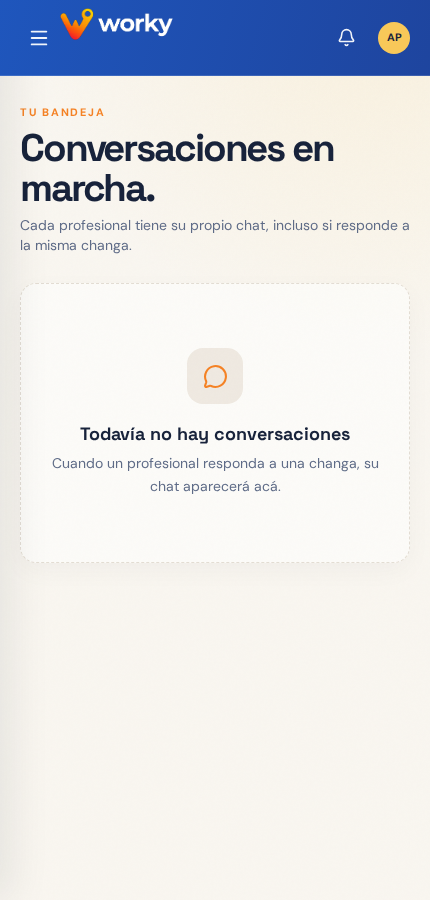 worky
AP
TU BANDEJA
Conversaciones en
marcha.
Cada profesional tiene su propio chat, incluso si responde a
la misma changa.
Todavía no hay conversaciones
Cuando un profesional responda a una changa, su
chat aparecerá acá.